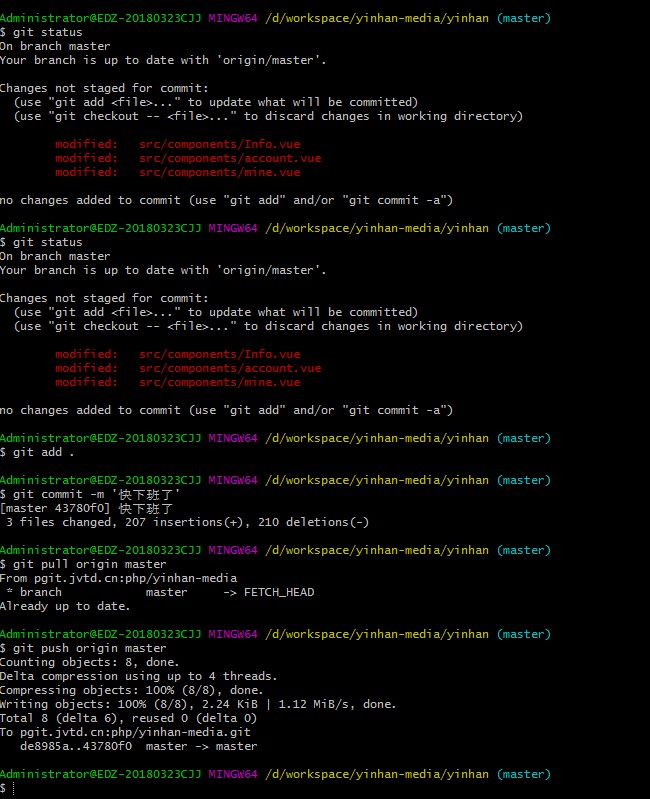 Administrator@EDZ-20180323CJJ MINGW64 /d/workspace/yinhan-media/yinhan (master)
$ git status
On branch master
Your branch is up to date with 'origin/master'.
Changes not staged for commit:
(use "git add <file>..." to update what will be committed)
(use "git checkout -- <file>..." to discard changes in working directory)
modified: src/components/Info.vue
modified: src/components/account.vue
modified: src/components/mine.vue
no changes added to commit (use "git add" and/or "git commit -a")
Administrator@EDZ-20180323CJJ MINGW64 /d/workspace/yinhan-media/yinhan (master)
$ git status
On branch master
Your branch is up to date with 'origin/master'.
Changes not staged for commit:
(use "git add <file>..." to update what will be committed)
(use "git checkout -- <file>..." to discard changes in working directory)
modified: src/components/Info.vue
modified: src/components/account.vue
modified: src/components/mine.vue
no changes added to commit (use "git add" and/or "git commit -a")
Administrator@EDZ-20180323CJJ MINGW64 /d/workspace/yinhan-media/yinhan (master)
$ git add .
Administrator@EDZ-20180323CJJ MINGW64 /d/workspace/yinhan-media/yinhan (master)
$ git commit -m '快下班了'
[master 43780f0] 快下班了
3 files changed, 207 insertions(+), 210 deletions(-)
Administrator@EDZ-20180323CJJ MINGW64 /d/workspace/yinhan-media/yinhan (master)
$ git pull origin master
From pgit.jvtd.cn:php/yinhan-media
* branch master -> FETCH_HEAD
Already up to date.
Administrator@EDZ-20180323CJJ MINGW64 /d/workspace/yinhan-media/yinhan (master)
$ git push origin master
Counting objects: 8, done.
Delta compression using up to 4 threads.
Compressing objects: 100% (8/8), done.
Writing objects: 100% (8/8), 2.24 KiB | 1.12 MiB/s, done.
Total 8 (delta 6), reused 0 (delta 0)
To pgit.jvtd.cn:php/yinhan-media.git
de8985a..43780f0 master -> master
Administrator@EDZ-20180323CJJ MINGW64 /d/workspace/yinhan-media/yinhan (master)
$